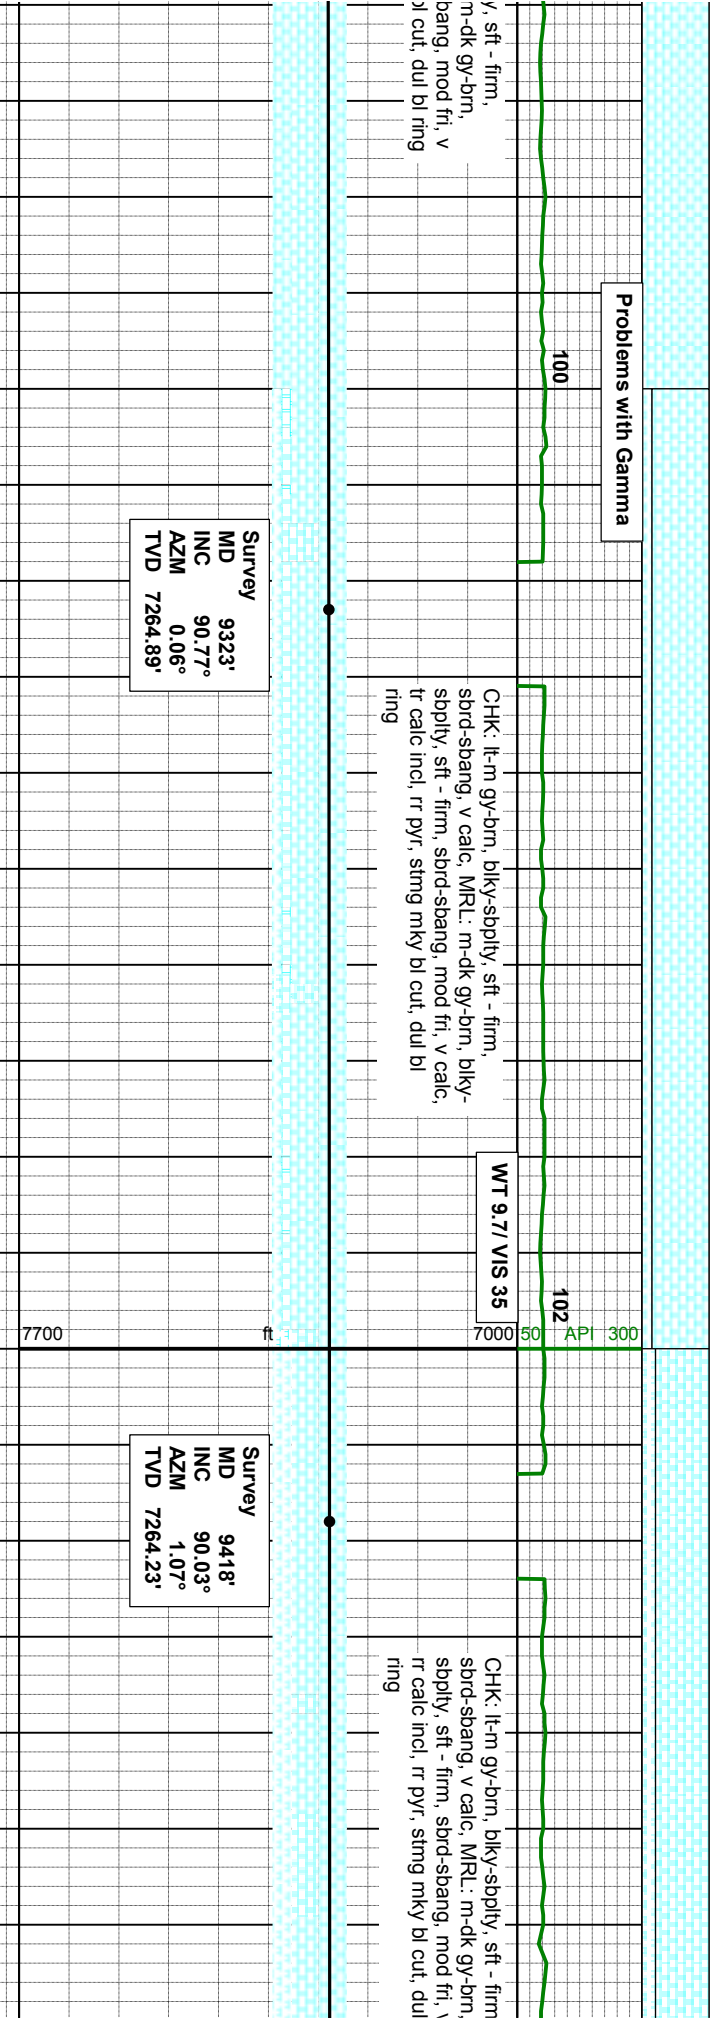 y, sft - firm,
m-dk gy-brn,
bang, mod fri, v
bl cut, dul bl ring
Problems with Gamma
100
Survey
MD 9323'
INC 90.77°
AZM 0.06°
TVD 7264.89'
CHK: lt-m gy-brn, blky-sbplty, sft - firm,
sbrd-sbang, v calc, MRL: m-dk gy-brn, blky-
sbplty, sft - firm, sbrd-sbang, mod fri, v calc,
tr calc incl, rr pyr, stmg mky bl cut, dul bl
ring
WT 9.7/ VIS 35
102
7700 ft 7000 50 API 300
Survey
MD 9418'
INC 90.03°
AZM 1.07°
TVD 7264.23'
CHK: lt-m gy-brn, blky-sbplty, sft - firm
sbrd-sbang, v calc, MRL: m-dk gy-brn,
sbplty, sft - firm, sbrd-sbang, mod fri, v
rr calc incl, rr pyr, stmg mky bl cut, dul
ring